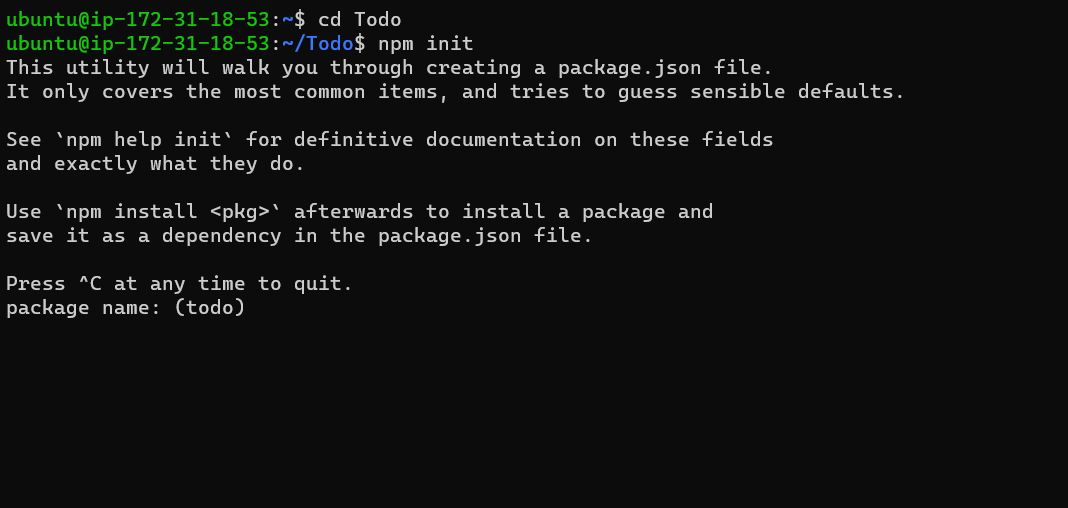 ubuntu@ip-172-31-18-53:~$ cd Todo
ubuntu@ip-172-31-18-53:~/Todo$ npm init
This utility will walk you through creating a package.json file.
It only covers the most common items, and tries to guess sensible defaults.

See `npm help init` for definitive documentation on these fields
and exactly what they do.

Use `npm install <pkg>` afterwards to install a package and
save it as a dependency in the package.json file.

Press ^C at any time to quit.
package name: (todo)